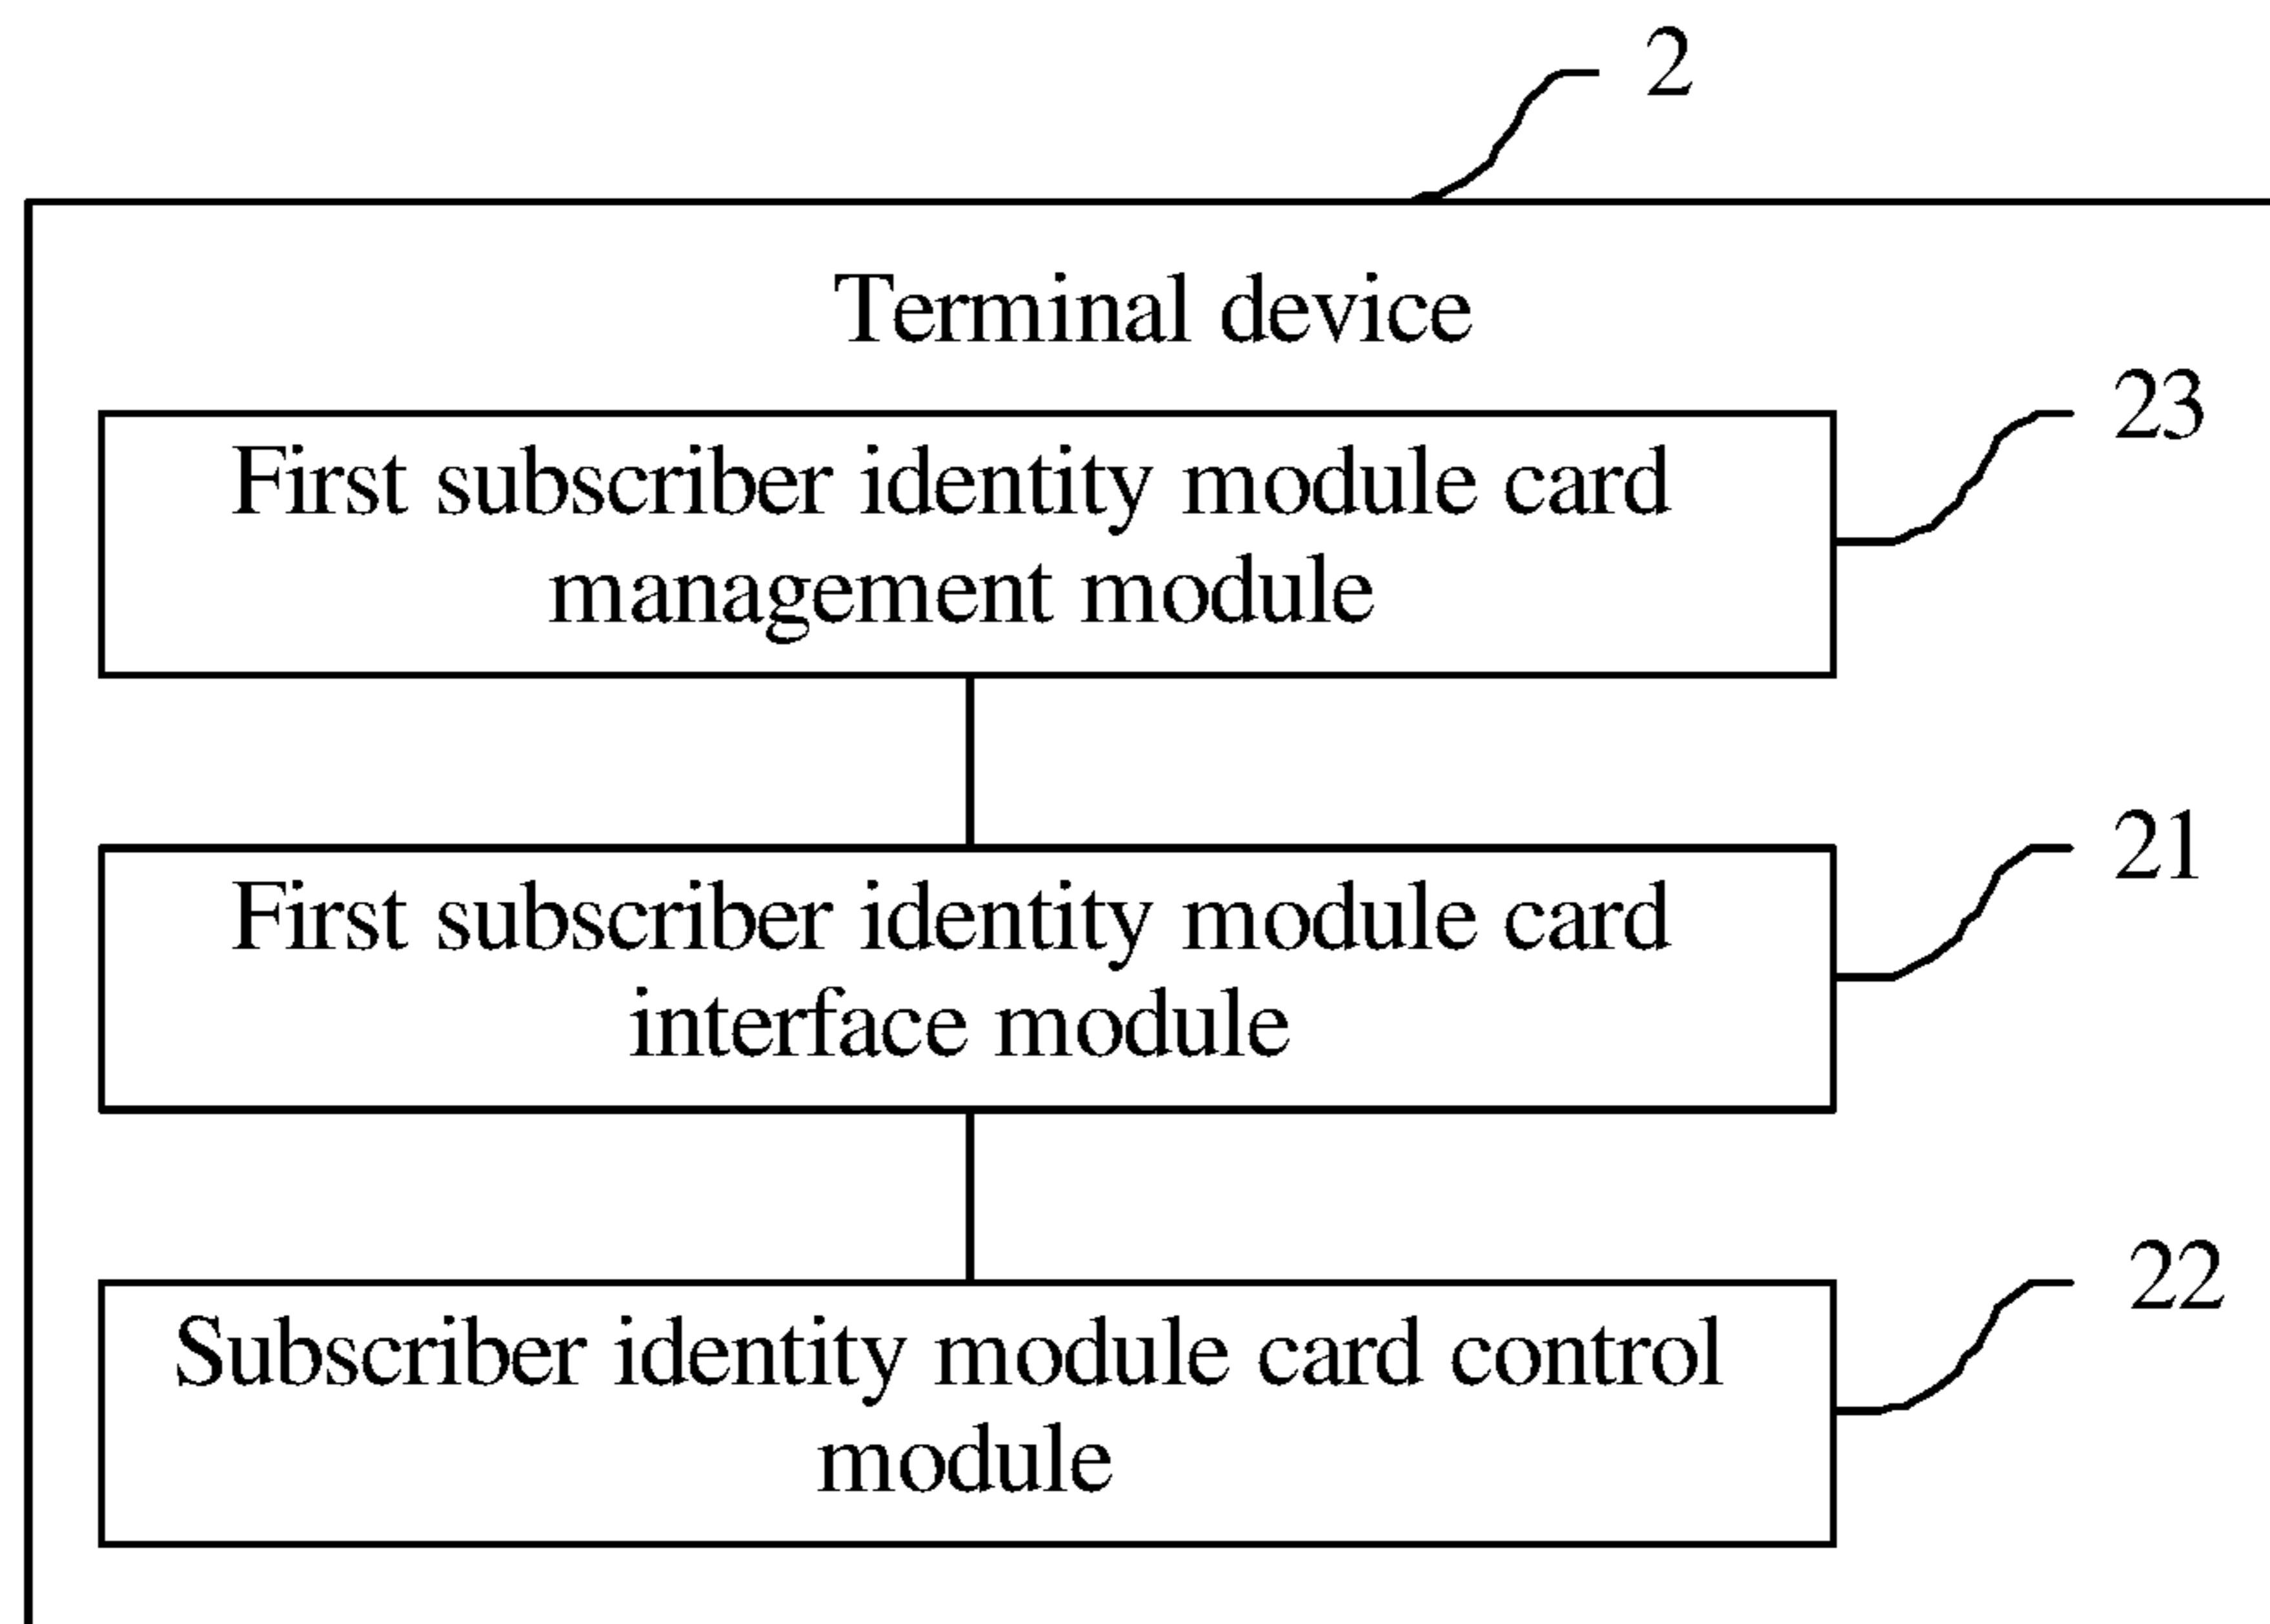 2
Terminal device
23
First subscriber identity module card
management module
21
First subscriber identity module card
interface module
22
Subscriber identity module card control
module